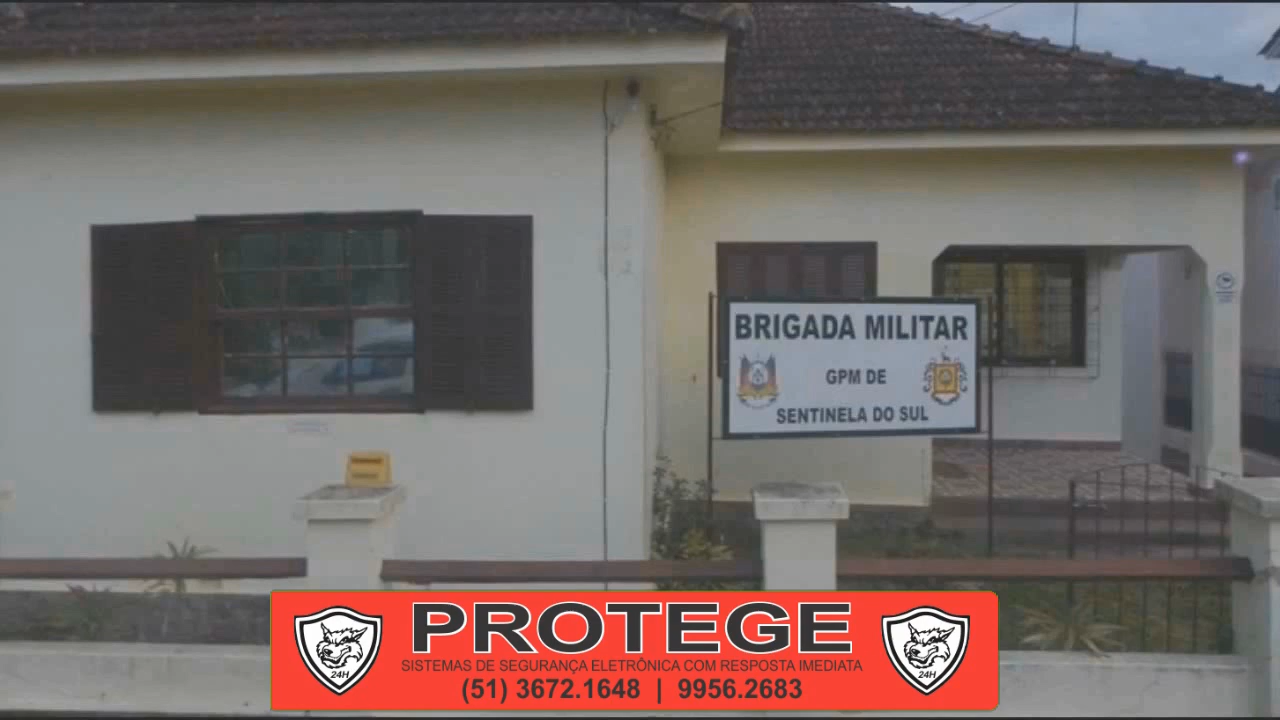 BRIGADA MILITAR
GPM DE
SENTINELA DO SUL
PROTEGE
SISTEMAS DE SEGURANÇA ELETRÔNICA COM RESPOSTA IMEDIATA
(51) 3672.1648 | 9956.2683
24H
24H